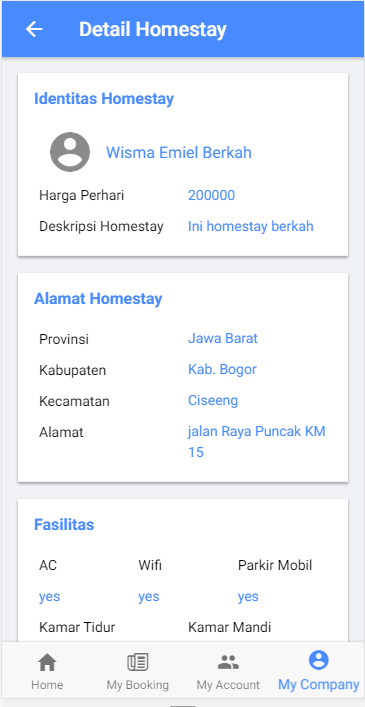 Detail Homestay
Identitas Homestay
Wisma Emiel Berkah
Harga Perhari 200000
Deskripsi Homestay Ini homestay berkah
Alamat Homestay
Provinsi Jawa Barat
Kabupaten Kab. Bogor
Kecamatan Ciseeng
Alamat jalan Raya Puncak KM
15
Fasilitas
AC Wifi Parkir Mobil
yes yes yes
Kamar Tidur Kamar Mandi
Home My Booking My Account My Company